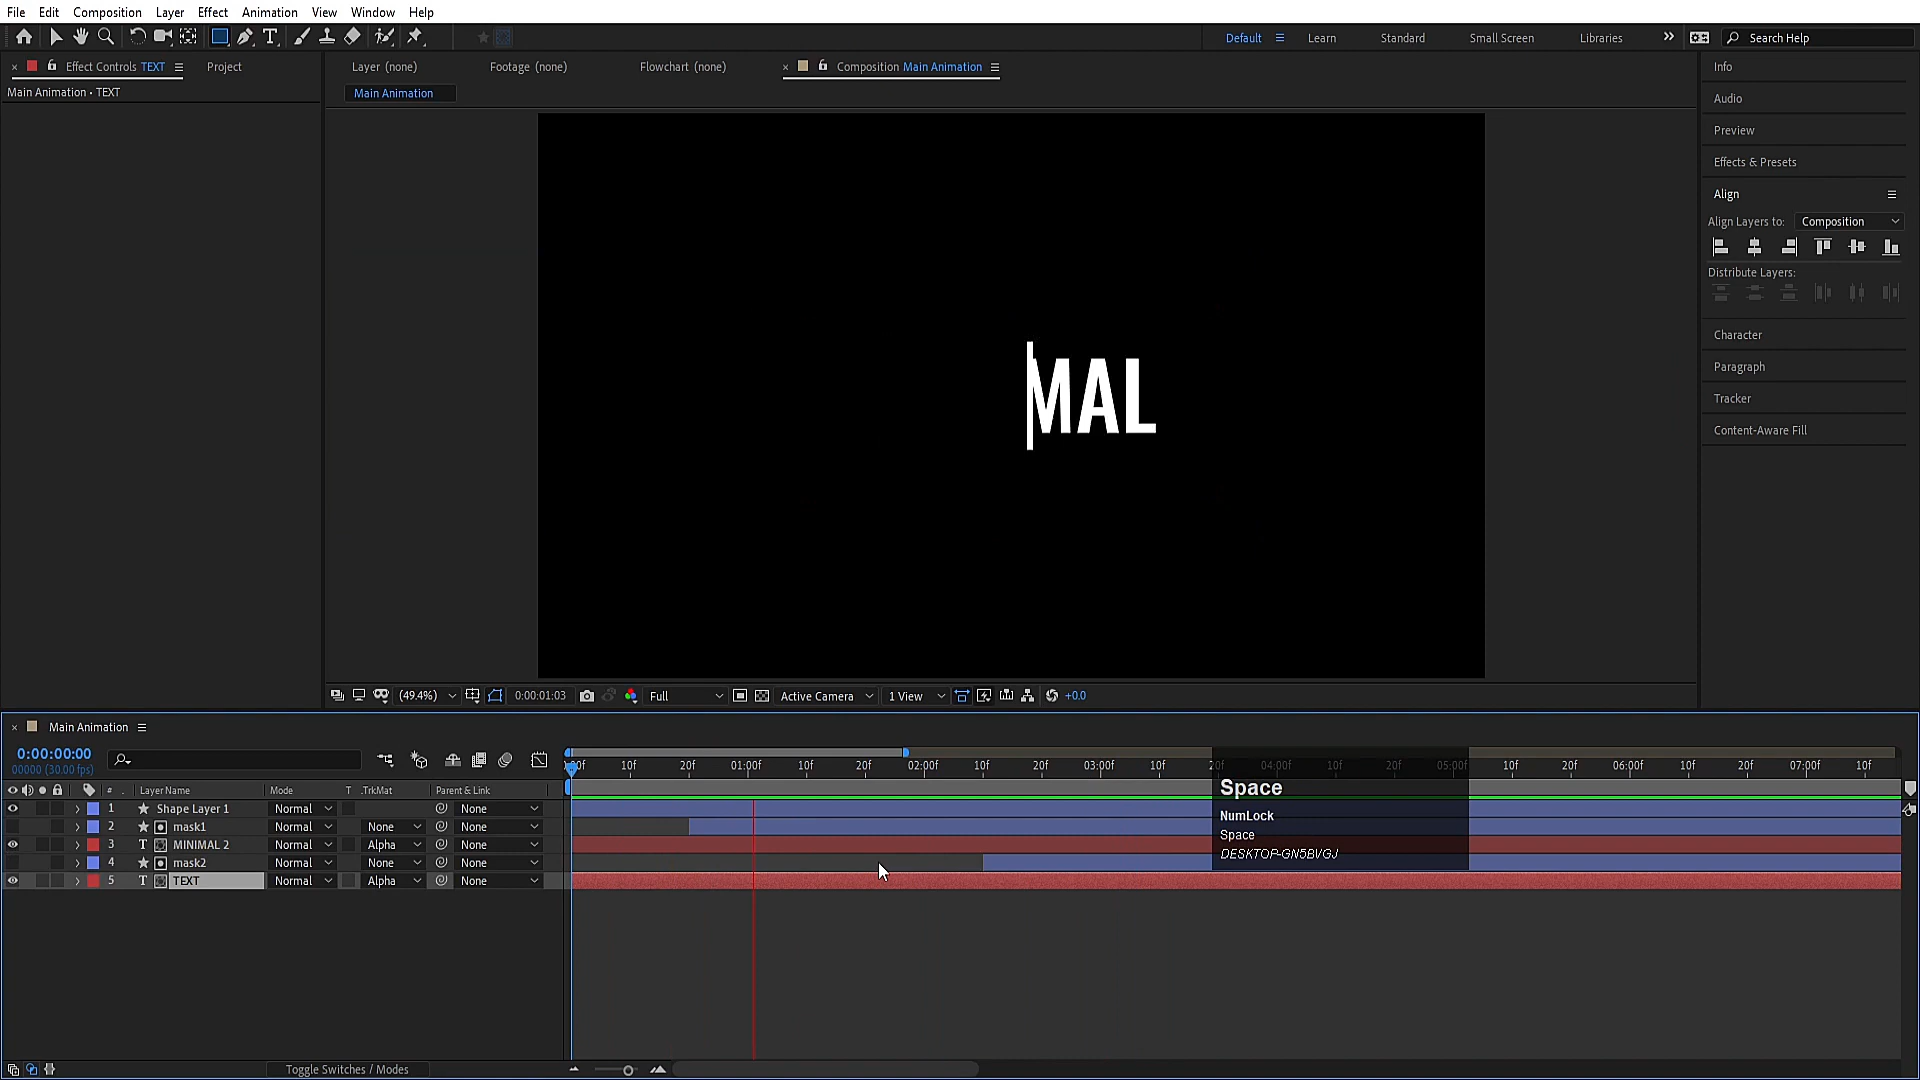 File Edit Composition Layer Effect Animation View Window Help
Default Learn Standard Small Screen Libraries Search Help
Effect Controls TEXT Project
Layer (none) Footage (none) Flowchart (none) Composition Main Animation
Main Animation • TEXT
Main Animation
Info
Audio
Preview
Effects & Presets
Align
Align Layers to: Composition
Distribute Layers:
Character
Paragraph
Tracker
Content-Aware Fill
MAL
(49.4%) 0:00:01:03 Full Active Camera 1 View +0.0
Main Animation
0:00:00:00
00000 (30.00 fps)
00f 10f 20f 01:00f 10f 20f 02:00f 10f 20f 03:00f 10f 20f 04:00f 10f 20f 05:00f 10f 20f 06:00f 10f 20f 07:00f 10f
# Layer Name Mode T .TrkMat Parent & Link
1 Shape Layer 1 Normal None
2 mask1 Normal None None
3 MINIMAL 2 Normal Alpha None
4 mask2 Normal None None
5 TEXT Normal Alpha None
Space
NumLock
Space
DESKTOP-GN5BVGJ
Toggle Switches / Modes